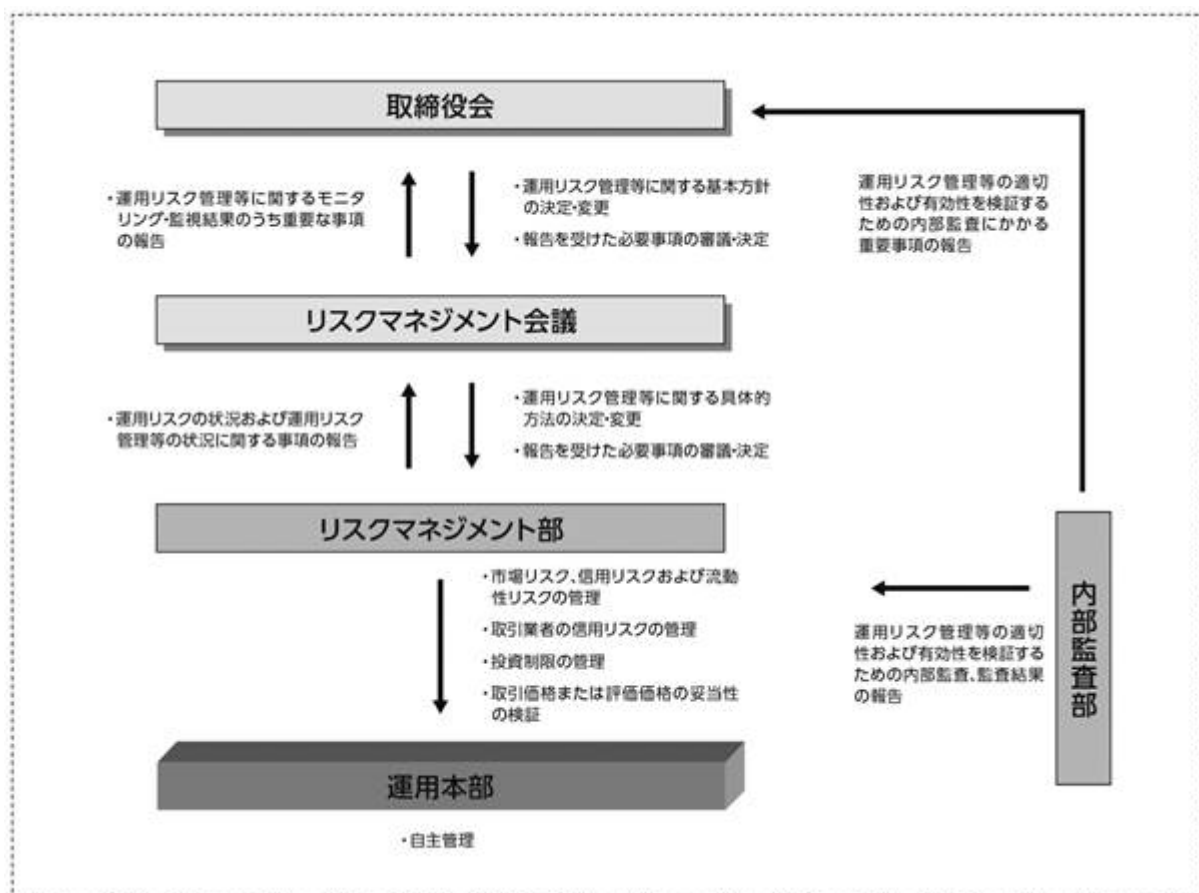 取締役会
・運用リスク管理等に関するモニタ
リング・監視結果のうち重要な事項
の報告
・運用リスク管理等に関する基本方針
の決定・変更
・報告を受けた必要事項の審議・決定
運用リスク管理等の適切
性および有効性を検証する
ための内部監査にかかる
重要事項の報告
リスクマネジメント会議
・運用リスクの状況および運用リスク
管理等の状況に関する事項の報告
・運用リスク管理等に関する具体的
方法の決定・変更
・報告を受けた必要事項の審議・決定
リスクマネジメント部
・市場リスク、信用リスクおよび流動
性リスクの管理
・取引業者の信用リスクの管理
・投資制限の管理
・取引価格または評価価格の妥当性
の検証
運用リスク管理等の適切
性および有効性を検証する
ための内部監査、監査結果
の報告
内部監査部
運用本部
・自主管理